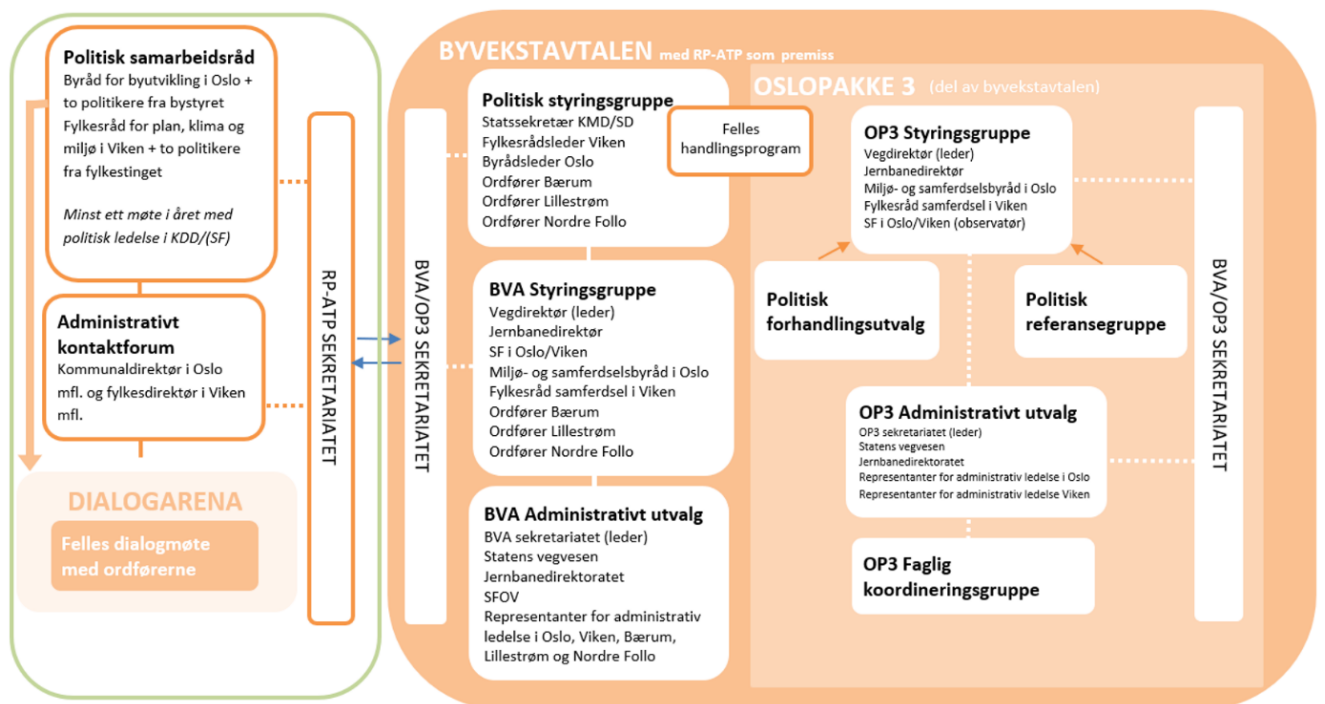 Politisk samarbeidsråd
Byråd for byutvikling i Oslo +
to politikere fra bystyret
Fylkesråd for plan, klima og
miljø i Viken + to politikere
fra fylkestinget
Minst ett møte i året med
politisk ledelse i KDD/(SF)
Administrativt
kontaktforum
Kommunaldirektør i Oslo
mfl. og fylkesdirektør i Viken
mfl.
DIALOGARENA
Felles dialogmøte
med ordførerne
RP-ATP SEKRETARIATET
BYVEKSTAVTALEN med RP-ATP som premiss
BVA/OP3 SEKRETARIATET
Politisk styringsgruppe
Statssekretær KMD/SD
Fylkesrådsleder Viken
Byrådsleder Oslo
Ordfører Bærum
Ordfører Lillestrøm
Ordfører Nordre Follo
Felles
handlingsprogram
BVA Styringsgruppe
Vegdirektør (leder)
Jernbanedirektør
SF i Oslo/Viken
Miljø- og samferdselsbyråd i Oslo
Fylkesråd samferdsel i Viken
Ordfører Bærum
Ordfører Lillestrøm
Ordfører Nordre Follo
BVA Administrativt utvalg
BVA sekretariatet (leder)
Statens vegvesen
Jernbanedirektoratet
SFOV
Representanter for administrativ
ledelse i Oslo, Viken, Bærum,
Lillestrøm og Nordre Follo
OSLOPAKKE 3 (del av byvekstavtalen)
OP3 Styringsgruppe
Vegdirektør (leder)
Jernbanedirektør
Miljø- og samferdselsbyråd i Oslo
Fylkesråd samferdsel i Viken
SF i Oslo/Viken (observatør)
Politisk
forhandlingsutvalg
Politisk
referansegruppe
OP3 Administrativt utvalg
OP3 sekretariatet (leder)
Statens vegvesen
Jernbanedirektoratet
Representanter for administrativ ledelse i Oslo
Representanter for administrativ ledelse Viken
OP3 Faglig
koordineringsgruppe
BVA/OP3 SEKRETARIATET